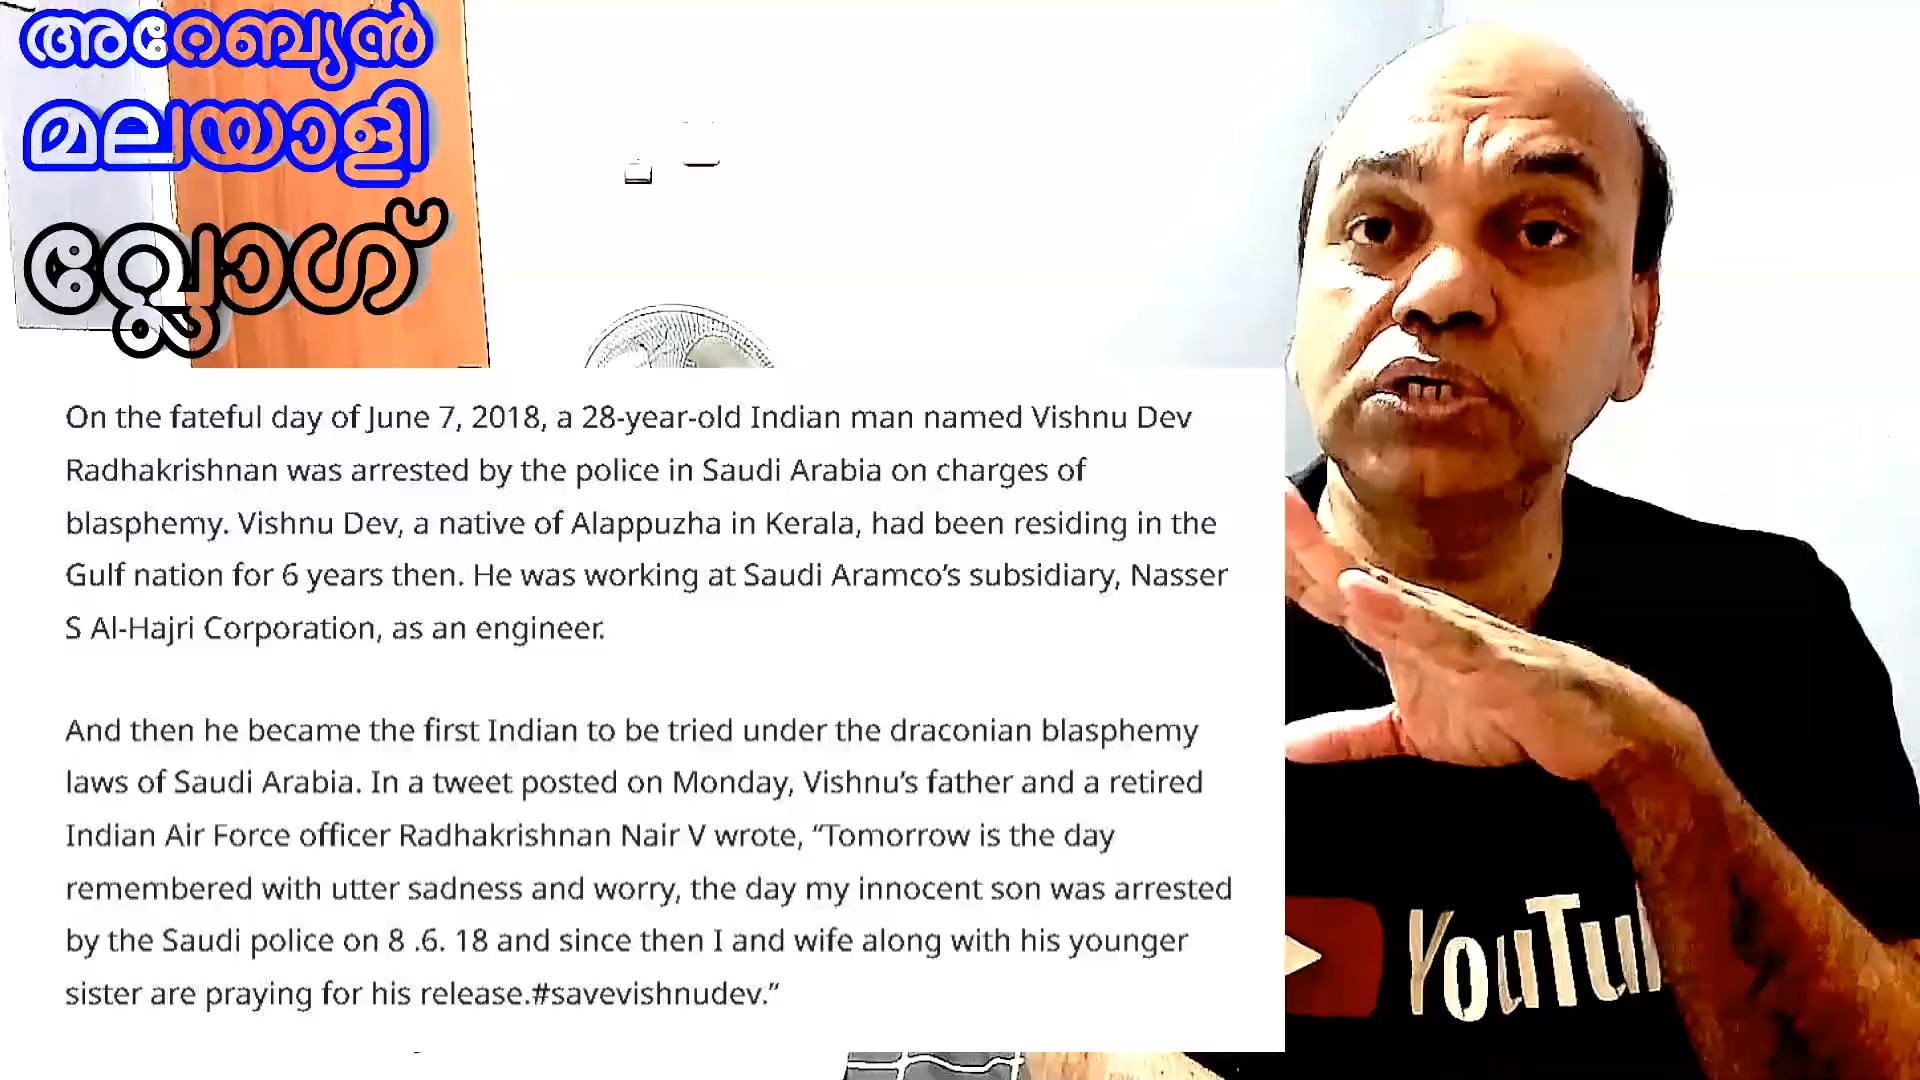 അറേബ്യൻ
മലയാളി
വ്ലോഗ്
On the fateful day of June 7, 2018, a 28-year-old Indian man named Vishnu Dev
Radhakrishnan was arrested by the police in Saudi Arabia on charges of
blasphemy. Vishnu Dev, a native of Alappuzha in Kerala, had been residing in the
Gulf nation for 6 years then. He was working at Saudi Aramco’s subsidiary, Nasser
S Al-Hajri Corporation, as an engineer.
And then he became the first Indian to be tried under the draconian blasphemy
laws of Saudi Arabia. In a tweet posted on Monday, Vishnu’s father and a retired
Indian Air Force officer Radhakrishnan Nair V wrote, “Tomorrow is the day
remembered with utter sadness and worry, the day my innocent son was arrested
by the Saudi police on 8 .6. 18 and since then I and wife along with his younger
sister are praying for his release.#savevishnudev.”
YouTu